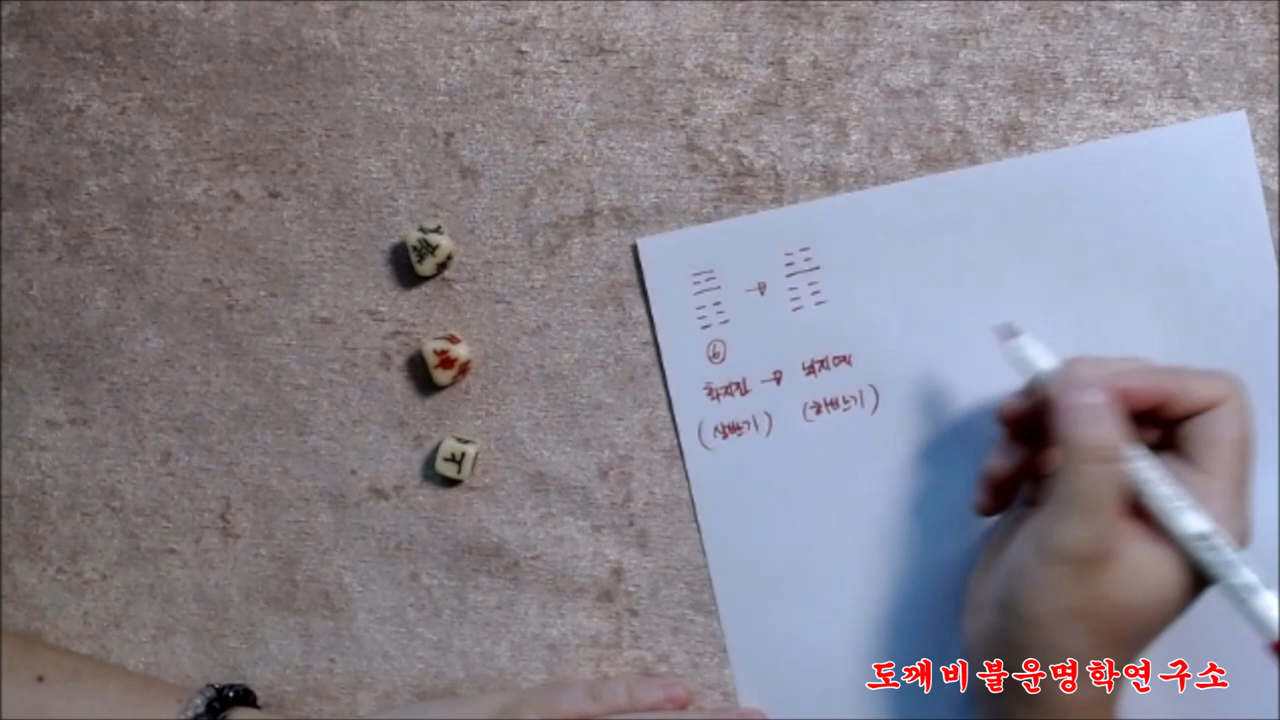 →
⑥
화지진 → 뇌지예
(상반기) (하반기)
도깨비불운명학연구소